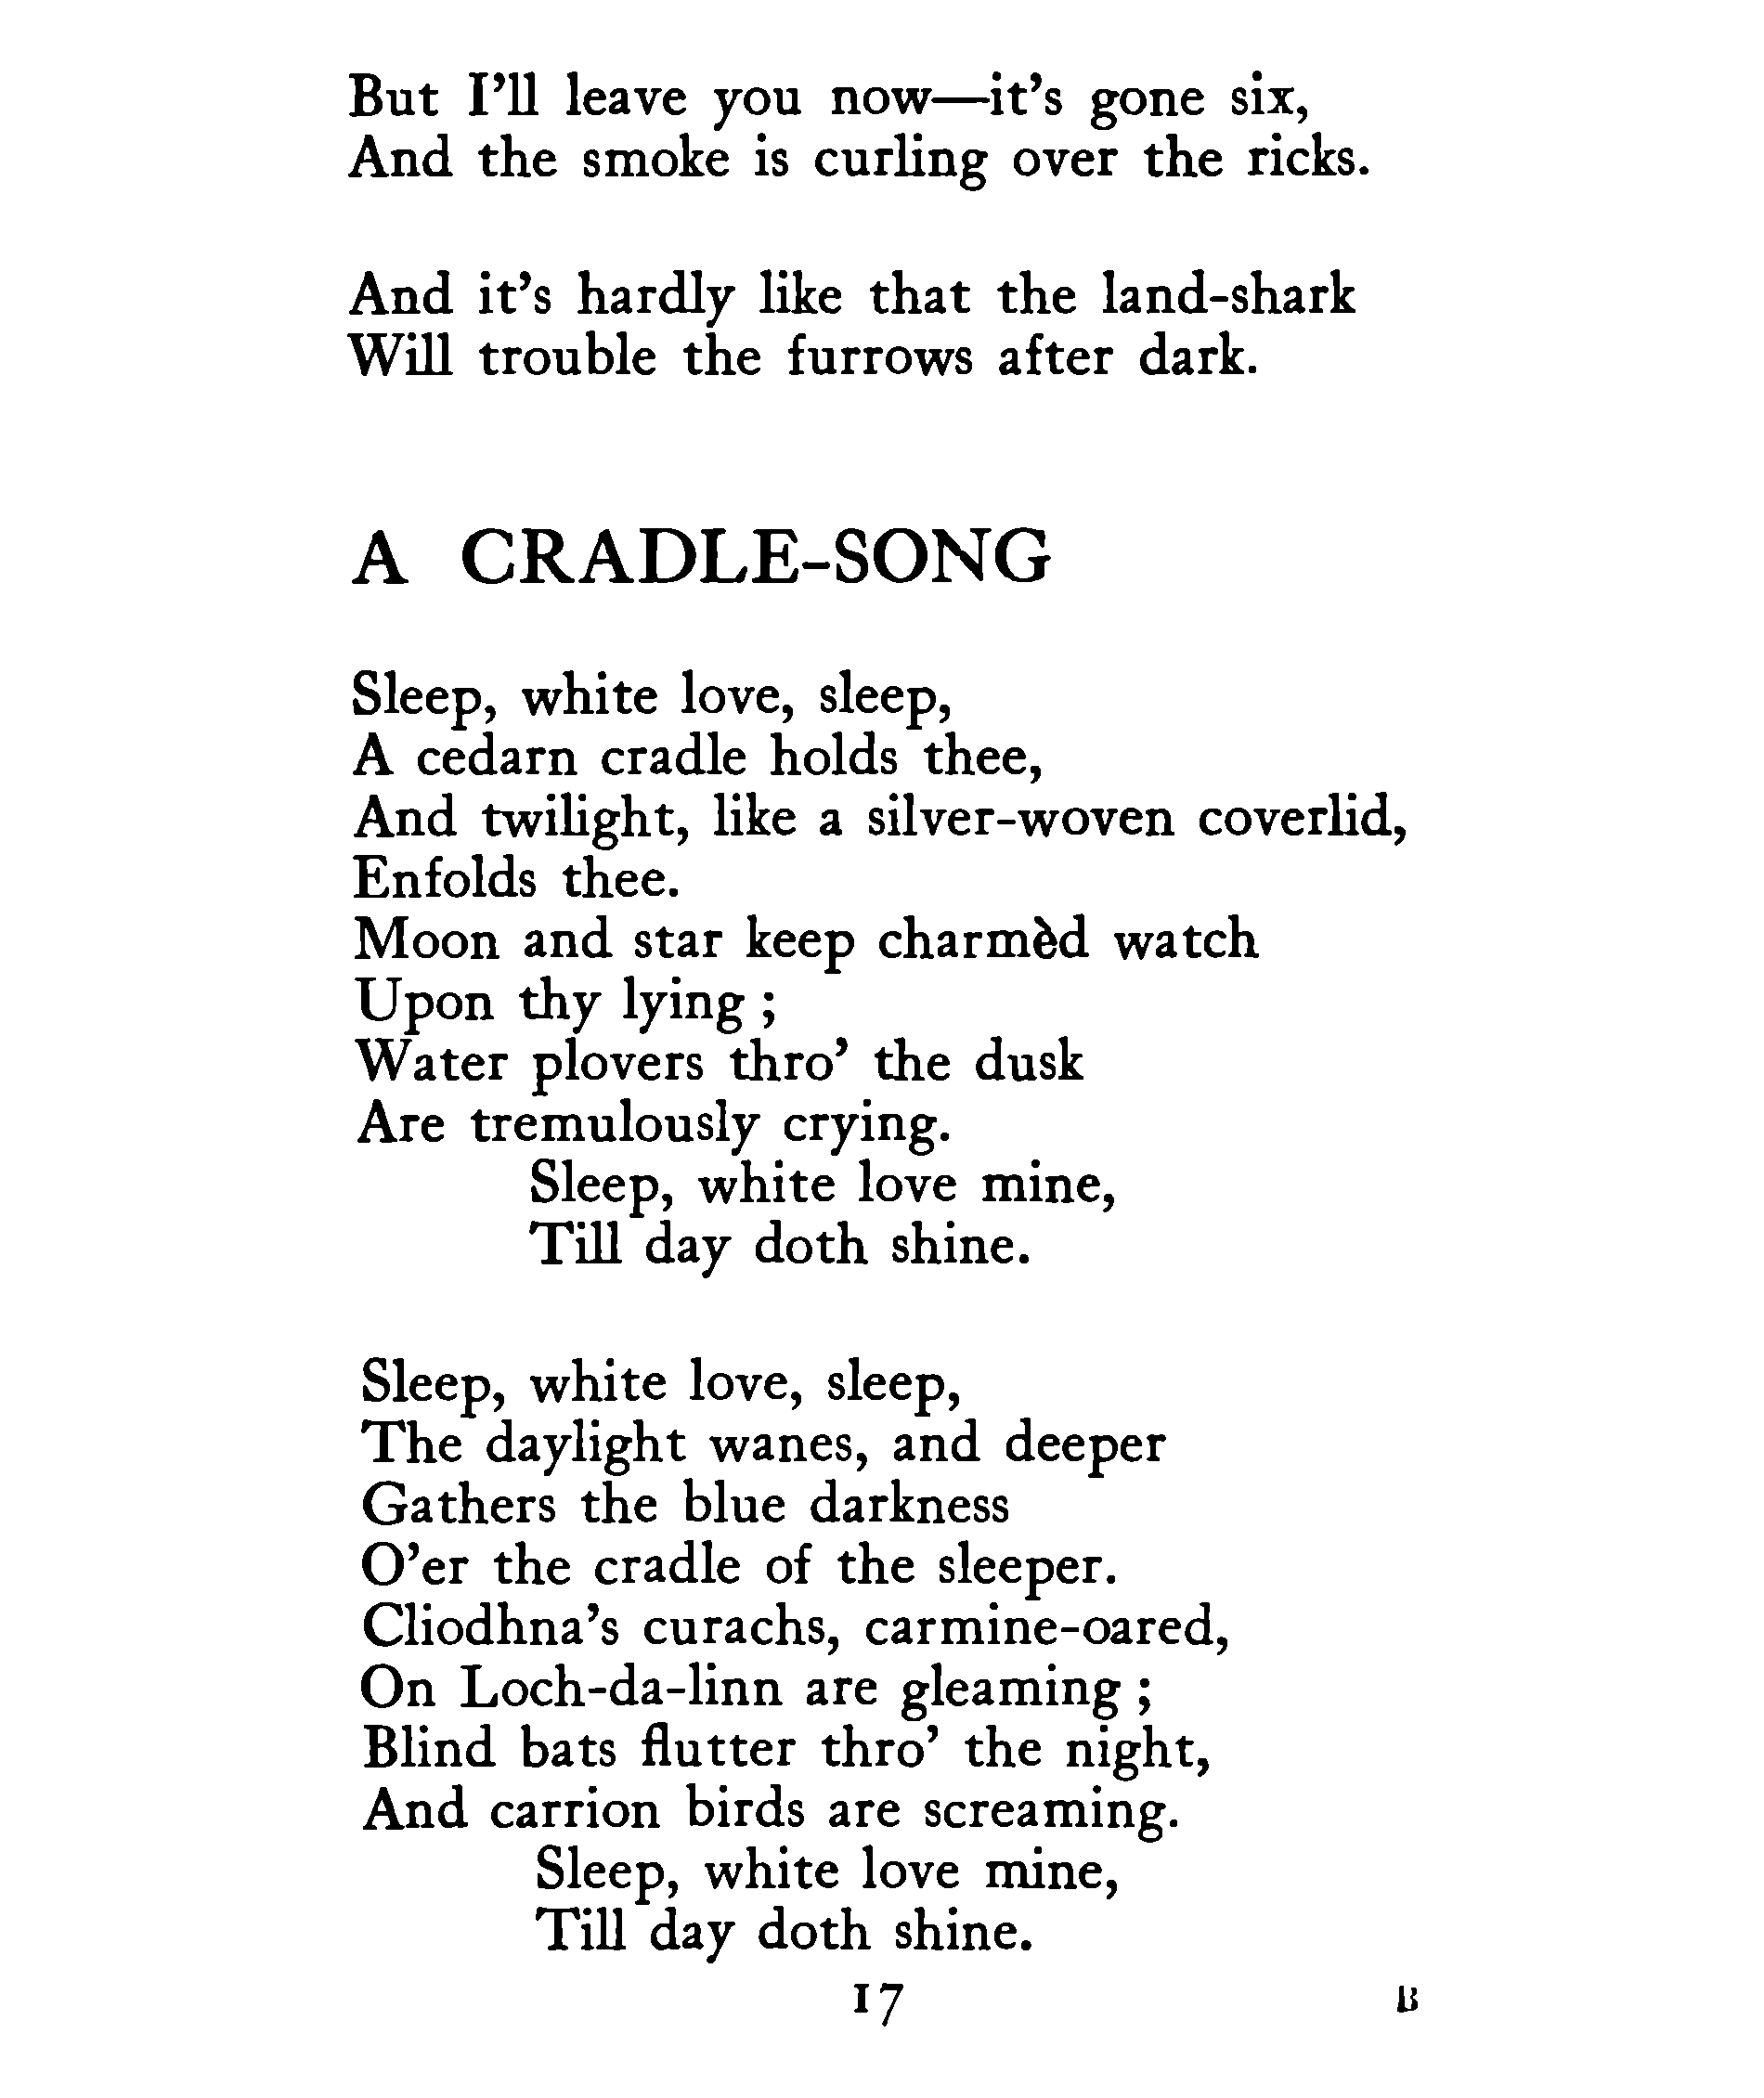 But I’ll leave you now—it’s gone six,
And the smoke is curling over the ricks.

And it’s hardly like that the land-shark
Will trouble the furrows after dark.

A CRADLE-SONG

Sleep, white love, sleep,
A cedarn cradle holds thee,
And twilight, like a silver-woven coverlid,
Enfolds thee.
Moon and star keep charmèd watch
Upon thy lying ;
Water plovers thro’ the dusk
Are tremulously crying.
Sleep, white love mine,
Till day doth shine.

Sleep, white love, sleep,
The daylight wanes, and deeper
Gathers the blue darkness
O’er the cradle of the sleeper.
Cliodhna’s curachs, carmine-oared,
On Loch-da-linn are gleaming ;
Blind bats flutter thro’ the night,
And carrion birds are screaming.
Sleep, white love mine,
Till day doth shine.
17 B